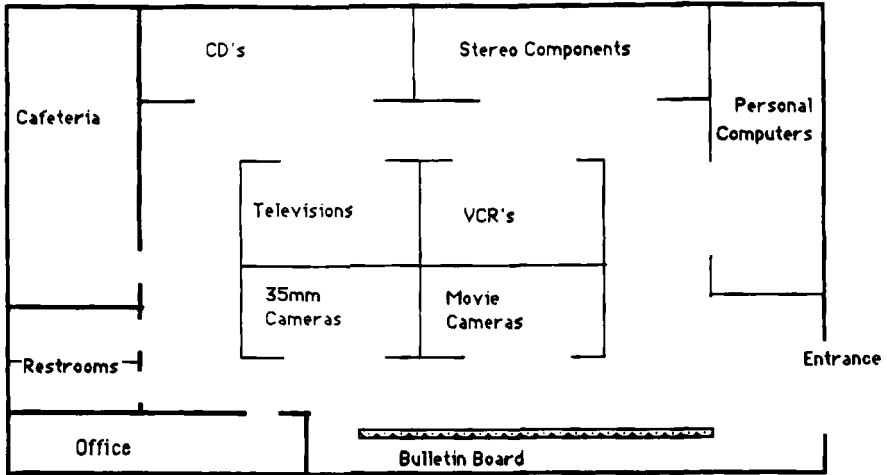 CD's
Stereo Components
Cafeteria
Personal
Computers
Televisions
VCR's
35mm
Cameras
Movie
Cameras
Restrooms
Entrance
Office
Bulletin Board